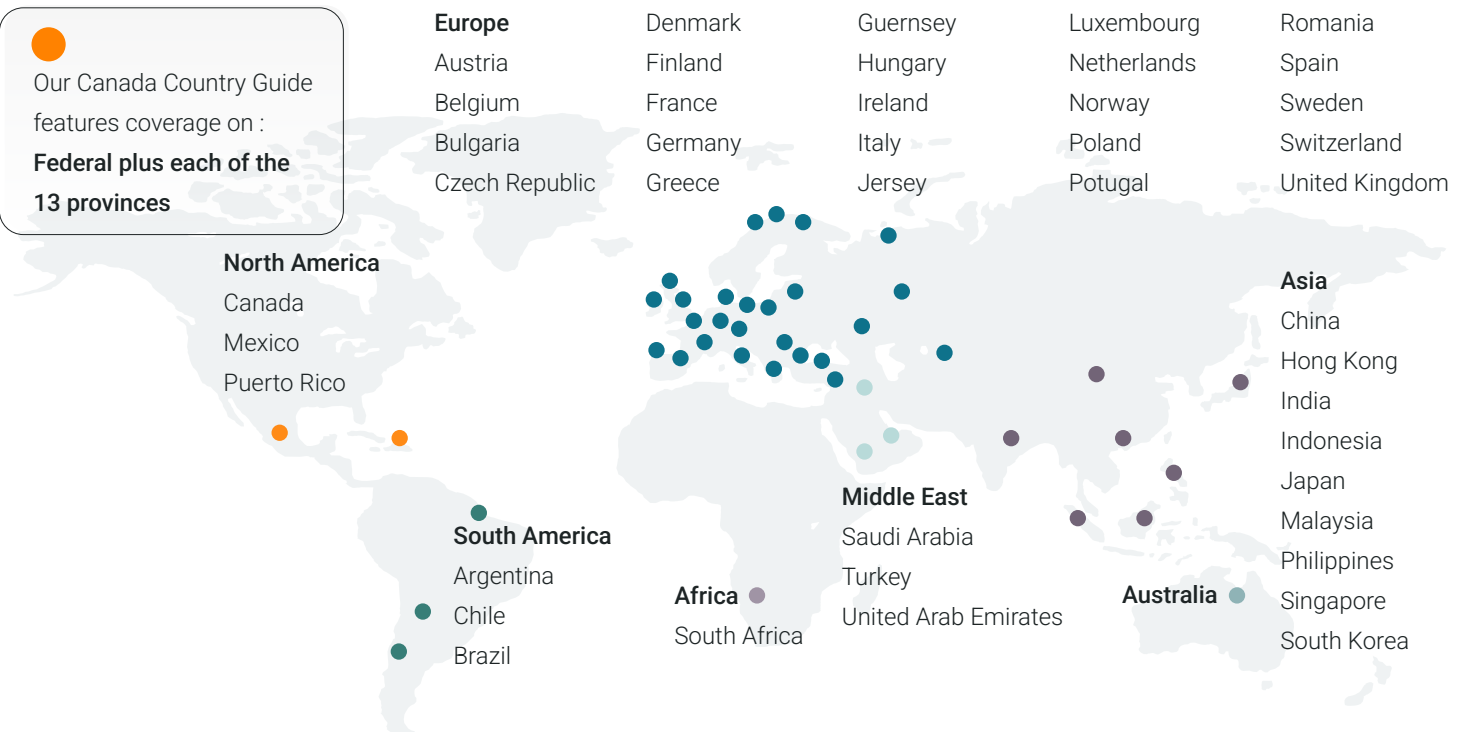 Our Canada Country Guide
features coverage on :
Federal plus each of the
13 provinces
Europe
Austria
Belgium
Bulgaria
Czech Republic
Denmark
Finland
France
Germany
Greece
Guernsey
Hungary
Ireland
Italy
Jersey
Luxembourg
Netherlands
Norway
Poland
Potugal
Romania
Spain
Sweden
Switzerland
United Kingdom
North America
Canada
Mexico
Puerto Rico
South America
Argentina
Chile
Brazil
Africa
South Africa
Middle East
Saudi Arabia
Turkey
United Arab Emirates
Australia
Asia
China
Hong Kong
India
Indonesia
Japan
Malaysia
Philippines
Singapore
South Korea